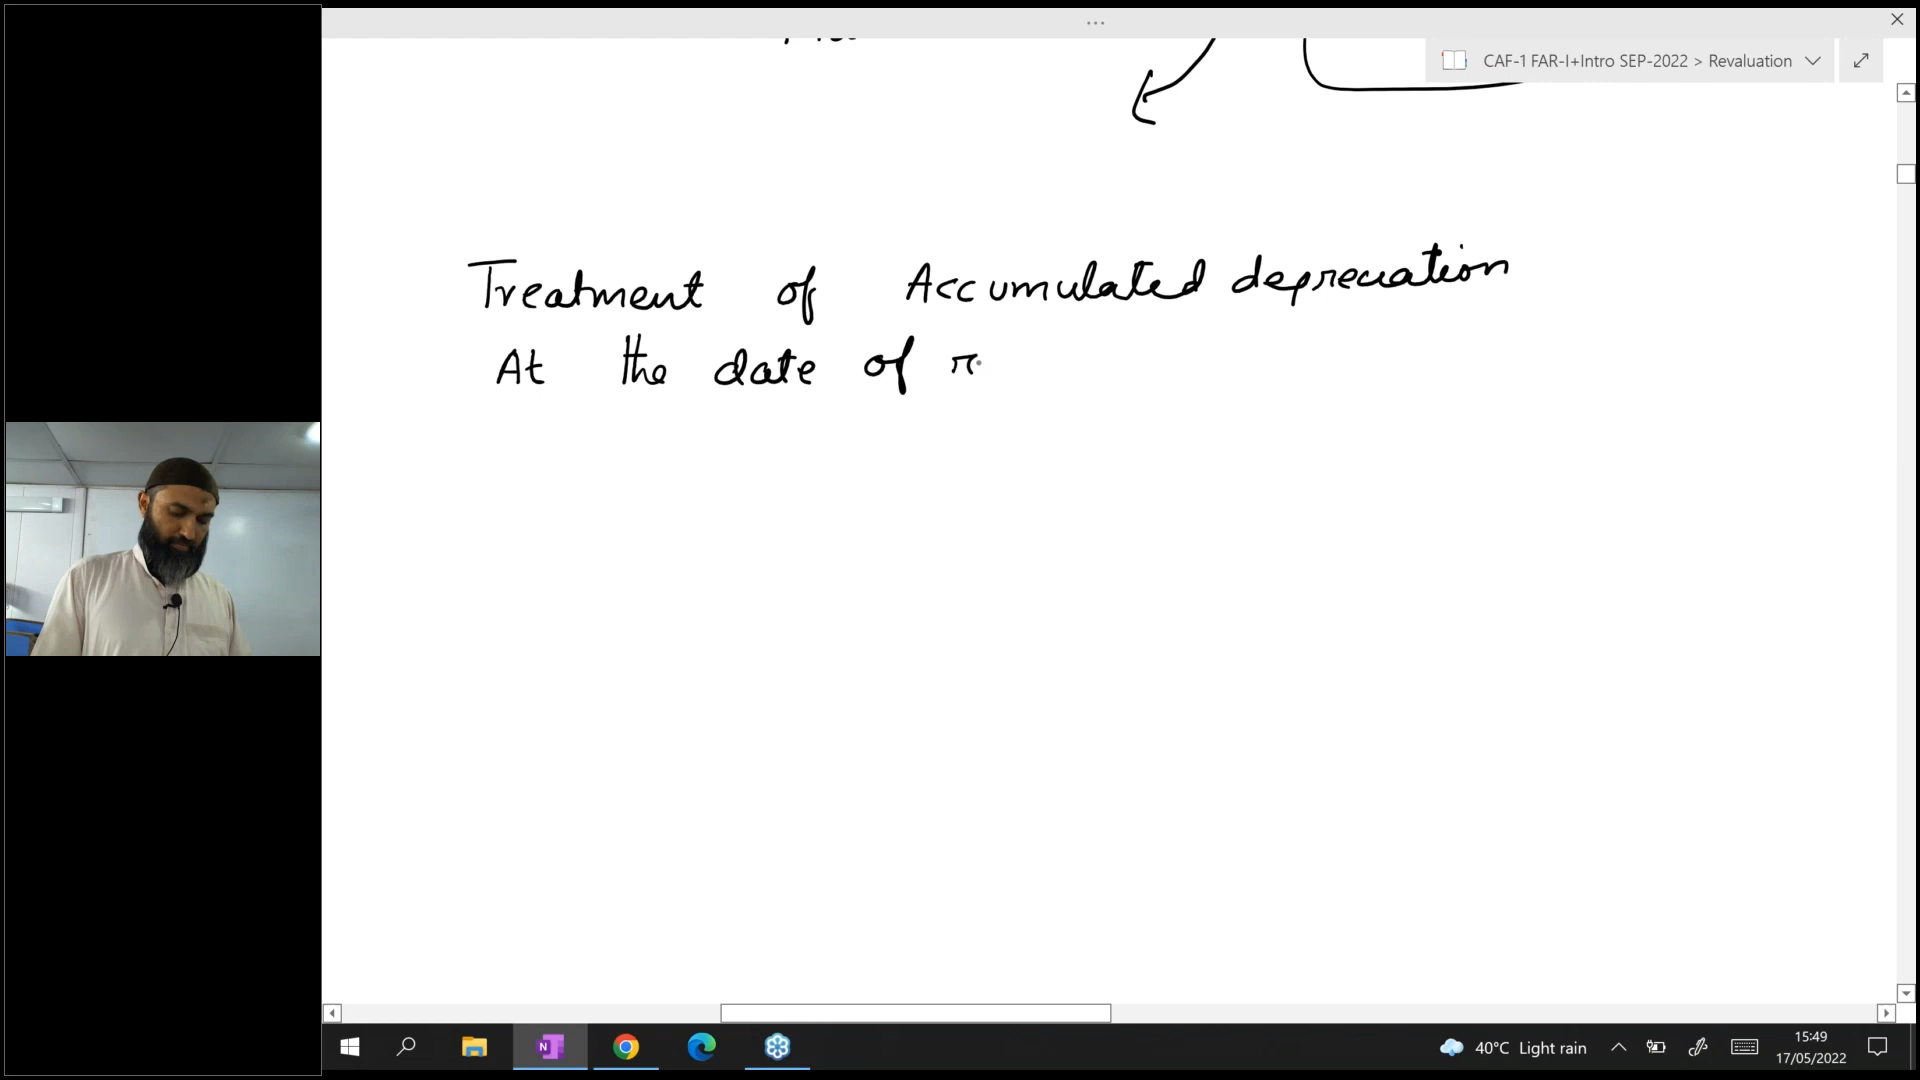 CAF-1 FAR-I+Intro SEP-2022 > Revaluation
Treatment of Accumulated depreciation
At the date of r
40°C Light rain
15:49
17/05/2022